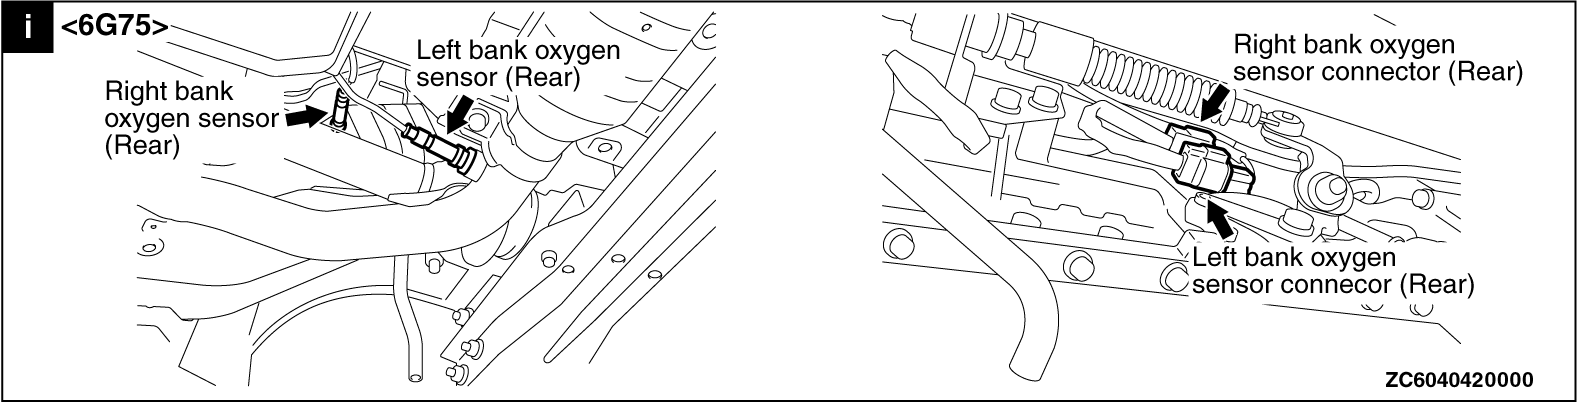 i <6G75>
Left bank oxygen
sensor (Rear)
Right bank
oxygen sensor
(Rear)
Right bank oxygen
sensor connector (Rear)
Left bank oxygen
sensor connecor (Rear)
ZC6040420000